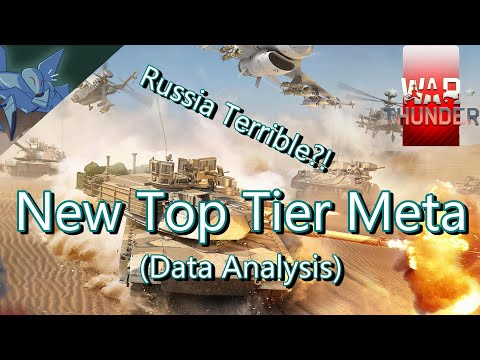 Russia Terrible?!
WAR
THUNDER
New Top Tier Meta
(Data Analysis)